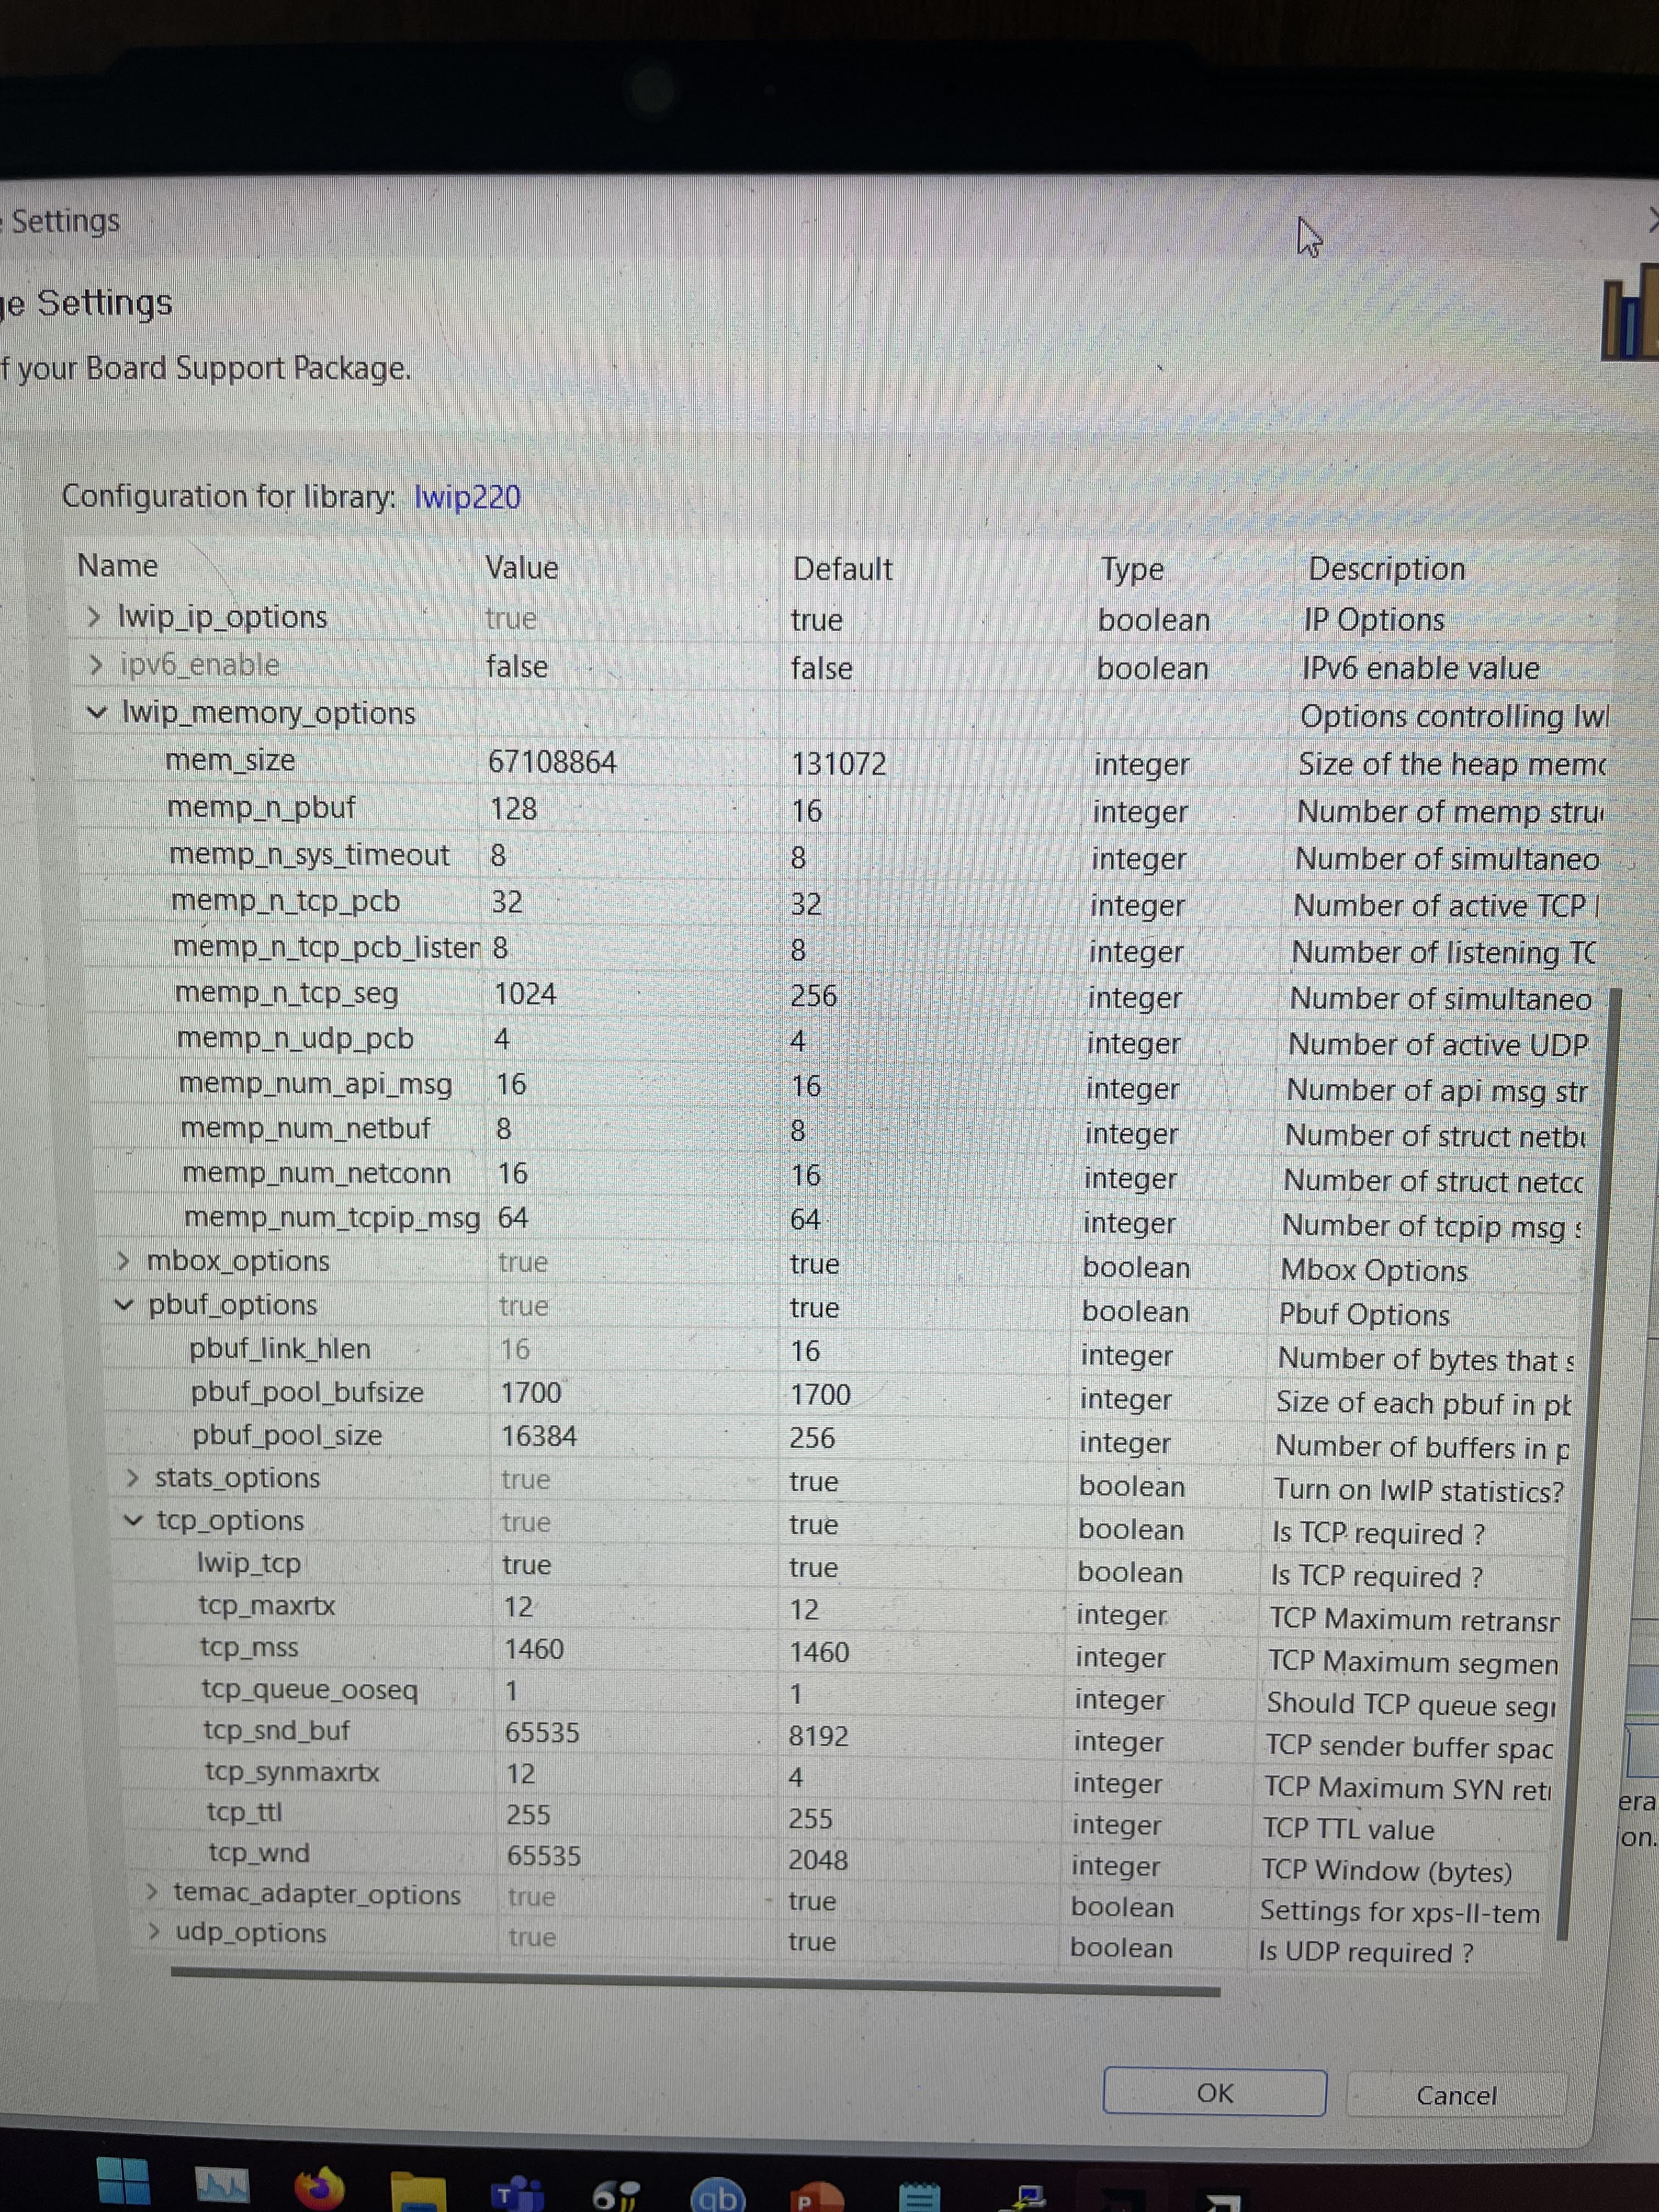 Settings
ge Settings
f your Board Support Package.
Configuration for library: lwip220
Name Value Default Type Description
lwip_ip_options true true boolean IP Options
ipv6_enable false false boolean IPv6 enable value
lwip_memory_options Options controlling lwI
mem_size 67108864 131072 integer Size of the heap memo
memp_n_pbuf 128 16 integer Number of memp struc
memp_n_sys_timeout 8 8 integer Number of simultaneo
memp_n_tcp_pcb 32 32 integer Number of active TCP
memp_n_tcp_pcb_listen 8 8 integer Number of listening TC
memp_n_tcp_seg 1024 256 integer Number of simultaneo
memp_n_udp_pcb 4 4 integer Number of active UDP
memp_num_api_msg 16 16 integer Number of api msg str
memp_num_netbuf 8 8 integer Number of struct netbu
memp_num_netconn 16 16 integer Number of struct netcc
memp_num_tcpip_msg 64 64 integer Number of tcpip msg s
mbox_options true true boolean Mbox Options
pbuf_options true true boolean Pbuf Options
pbuf_link_hlen 16 16 integer Number of bytes that s
pbuf_pool_bufsize 1700 1700 integer Size of each pbuf in pb
pbuf_pool_size 16384 256 integer Number of buffers in p
stats_options true true boolean Turn on lwIP statistics?
tcp_options true true boolean Is TCP required ?
lwip_tcp true true boolean Is TCP required ?
tcp_maxrtx 12 12 integer TCP Maximum retransr
tcp_mss 1460 1460 integer TCP Maximum segmen
tcp_queue_ooseq 1 1 integer Should TCP queue segr
tcp_snd_buf 65535 8192 integer TCP sender buffer spac
tcp_synmaxrtx 12 4 integer TCP Maximum SYN retr
tcp_ttl 255 255 integer TCP TTL value
tcp_wnd 65535 2048 integer TCP Window (bytes)
temac_adapter_options true true boolean Settings for xps-ll-tem
udp_options true true boolean Is UDP required ?
era
on.
OK Cancel
T qb P